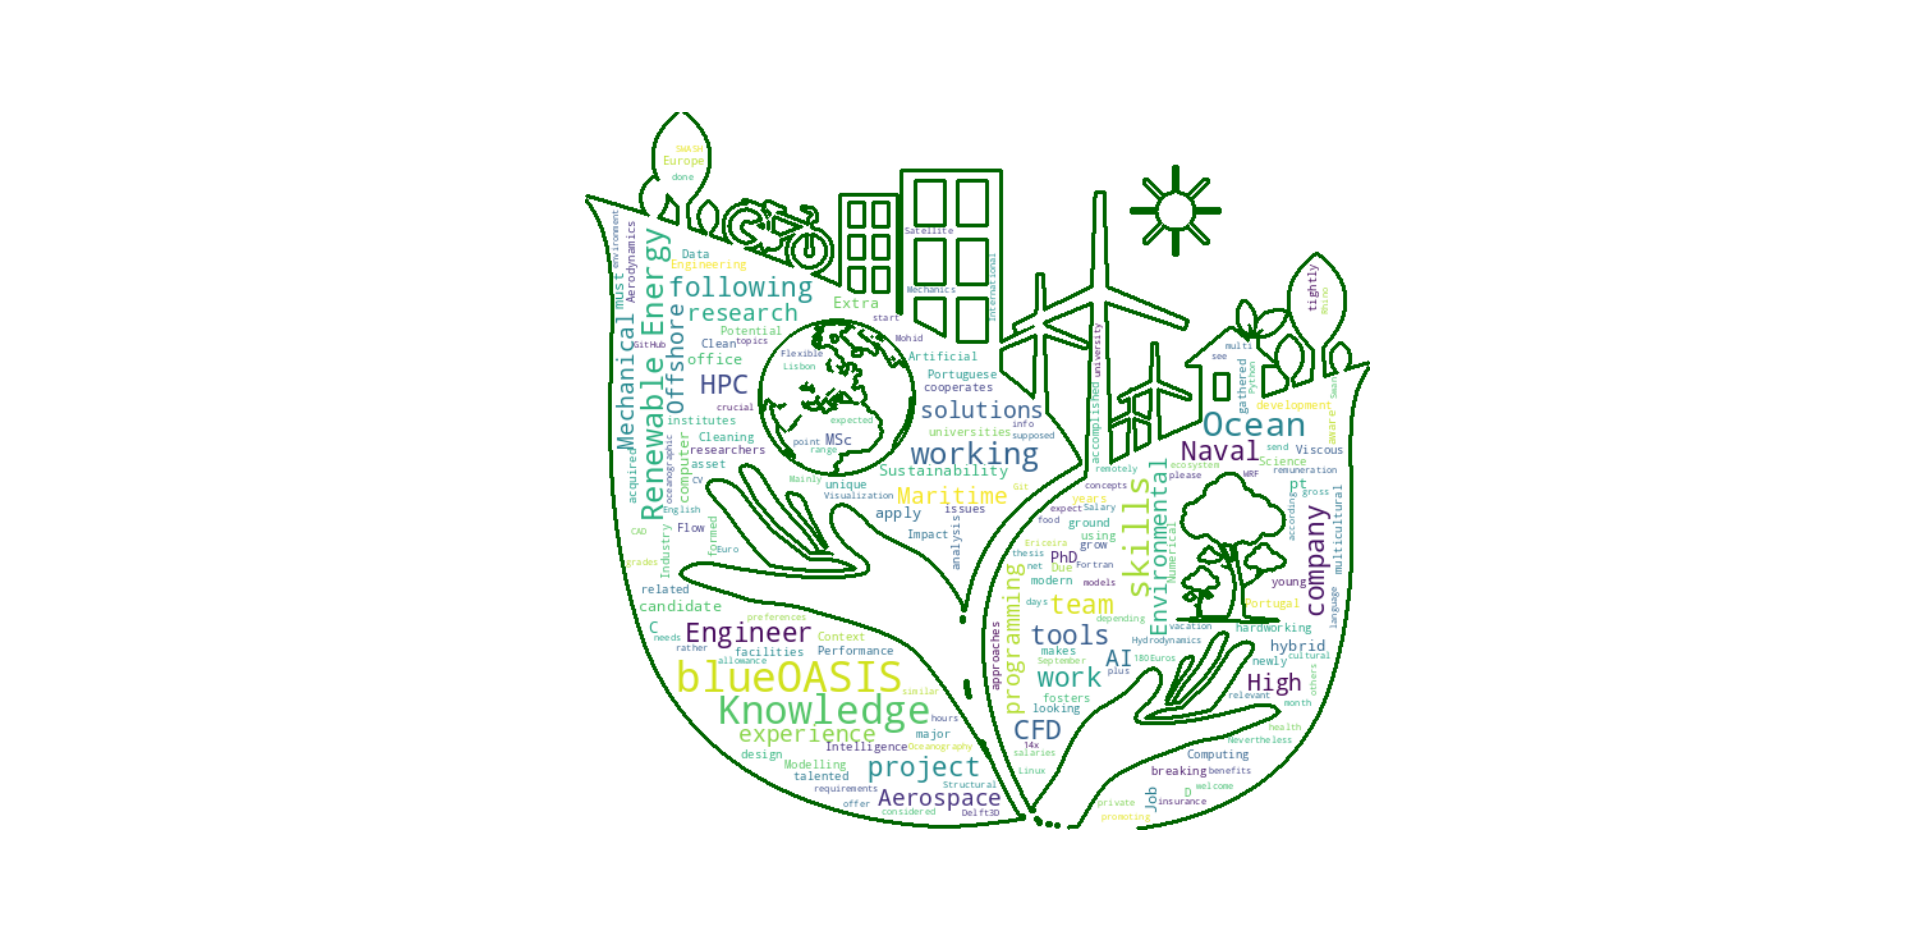 SWASH
Europe
done
environment
Aerodynamics
must
Renewable Energy
Data
Engineering
following
research
Offshore
Mechanical
Potential
GitHub
Clean
topics
office
HPC
crucial
institutes
Cleaning
researchers
oceanographic
computer
acquired
asset
CV
English
CAD
Flow
Industry
formed
Euro
grades
related
candidate
Satellite
International
Mechanics
Extra
start
Mohid
Flexible
Lisbon
Artificial
Portuguese
cooperates
expected
solutions
info
universities
supposed
point
MSc
range
working
Sustainability
Mainly
unique
Visualization
Maritime
Git
apply
issues
Impact
analysis
preferences
C
needs
Engineer
Context
rather
facilities
Performance
allowance
blueOASIS
similar
Knowledge
hours
experience
major
Intelligence
Oceanography
design
Modelling
talented
project
requirements
Structural
offer
Aerospace
considered
Delft3D
university
accomplished
tightly
Rhino
multi
see
gathered
Python
Swan
development
aware
Ocean
Naval
send
Viscous
Science
ecosystem
remuneration
please
WRF
remotely
concepts
pt
gross
according
multicultural
years
expect
Salary
food
ground
using
skills
Environmental
Numerical
Ericeira
grow
thesis
PhD
net
Due
Fortran
modern
models
programming
company
young
days
team
Portugal
language
depending
vacation
hardworking
approaches
tools
Hydrodynamics
hybrid
makes
September
AI
180Euros
newly
cultural
plus
work
High
others
fosters
relevant
looking
month
CFD
health
14x
Nevertheless
salaries
Computing
Linux
breaking
benefits
Job
D
welcome
insurance
private
promoting